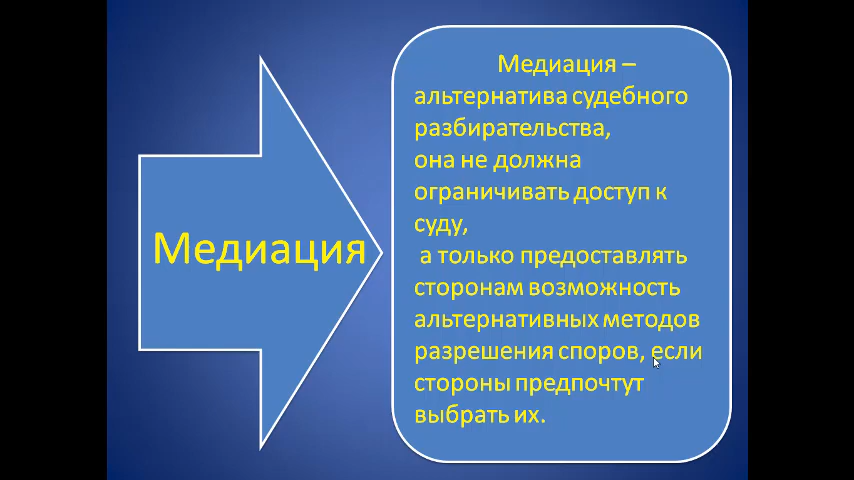 Медиация
Медиация –
альтернатива судебного
разбирательства,
она не должна
ограничивать доступ к
суду,
а только предоставлять
сторонам возможность
альтернативных методов
разрешения споров, если
стороны предпочтут
выбрать их.